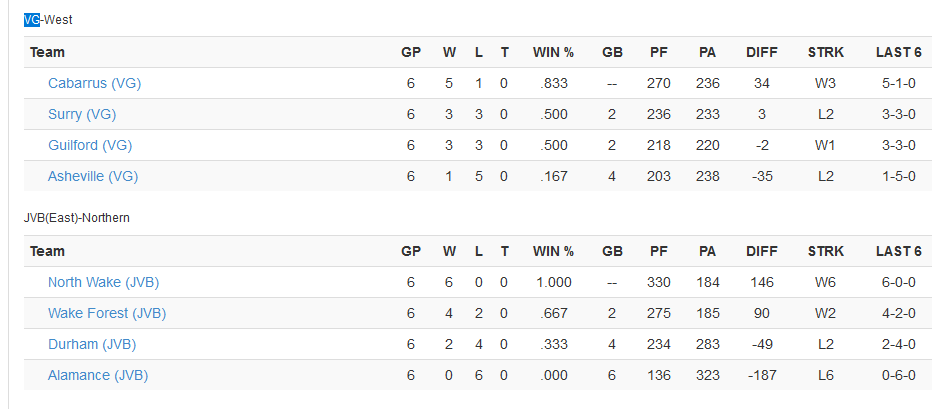 VG-West
Team GP W L T WIN % GB PF PA DIFF STRK LAST 6
Cabarrus (VG) 6 5 1 0 .833 -- 270 236 34 W3 5-1-0
Surry (VG) 6 3 3 0 .500 2 236 233 3 L2 3-3-0
Guilford (VG) 6 3 3 0 .500 2 218 220 -2 W1 3-3-0
Asheville (VG) 6 1 5 0 .167 4 203 238 -35 L2 1-5-0
JVB(East)-Northern
Team GP W L T WIN % GB PF PA DIFF STRK LAST 6
North Wake (JVB) 6 6 0 0 1.000 -- 330 184 146 W6 6-0-0
Wake Forest (JVB) 6 4 2 0 .667 2 275 185 90 W2 4-2-0
Durham (JVB) 6 2 4 0 .333 4 234 283 -49 L2 2-4-0
Alamance (JVB) 6 0 6 0 .000 6 136 323 -187 L6 0-6-0